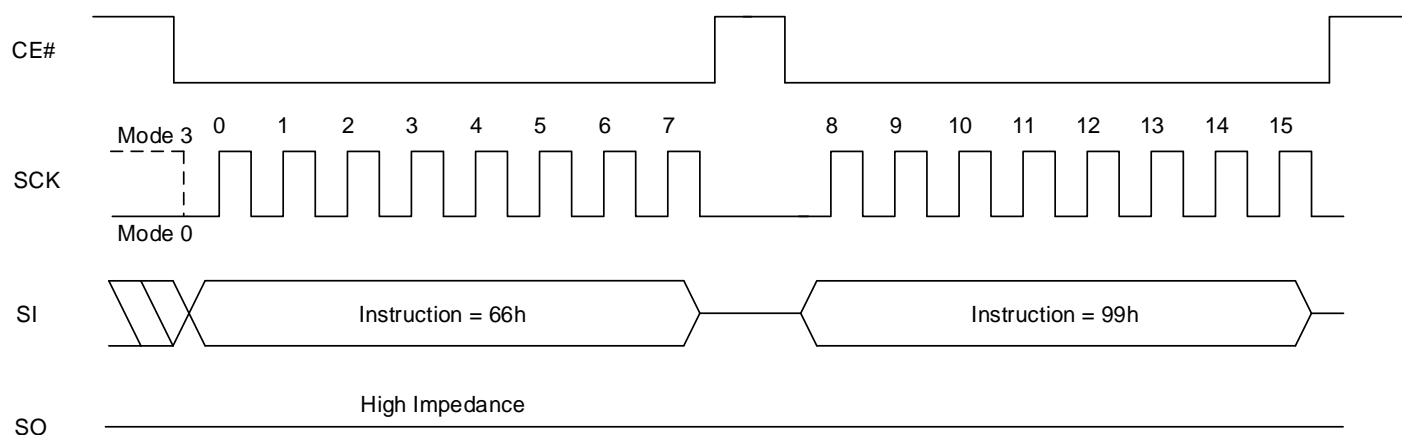 CE#
Mode 3
0 1 2 3 4 5 6 7 8 9 10 11 12 13 14 15
SCK
Mode 0
SI
Instruction = 66h
Instruction = 99h
High Impedance
SO